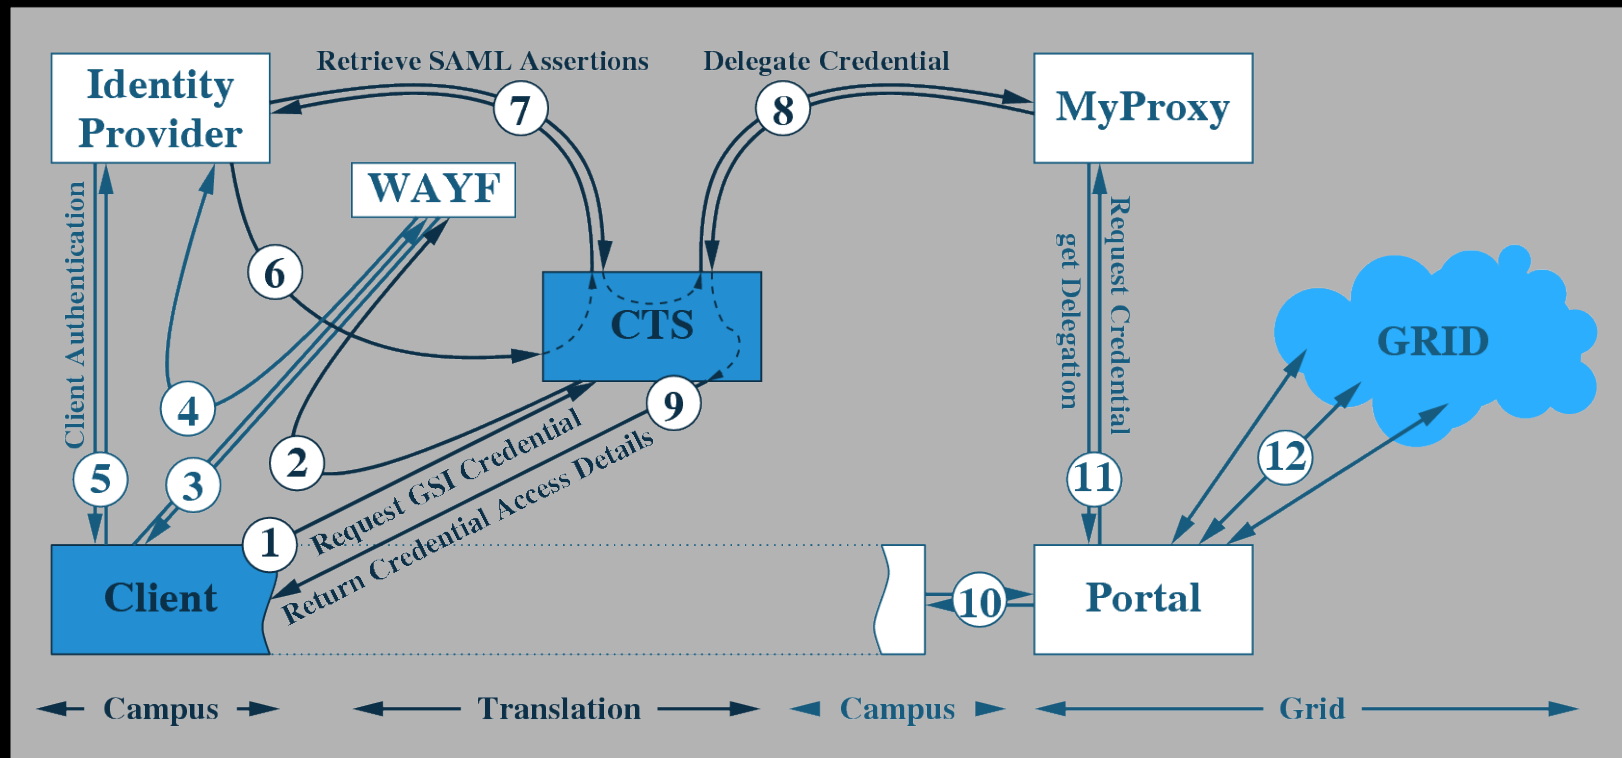 Retrieve SAML Assertions
Delegate Credential
Identity
Provider
7
8
MyProxy
WAYF
Client Authentication
6
CTS
get Delegation
Request Credential
GRID
4
9
2
5
3
11
12
1
Request GSI Credential
Return Credential Access Details
Client
10
Portal
Campus
Translation
Campus
Grid